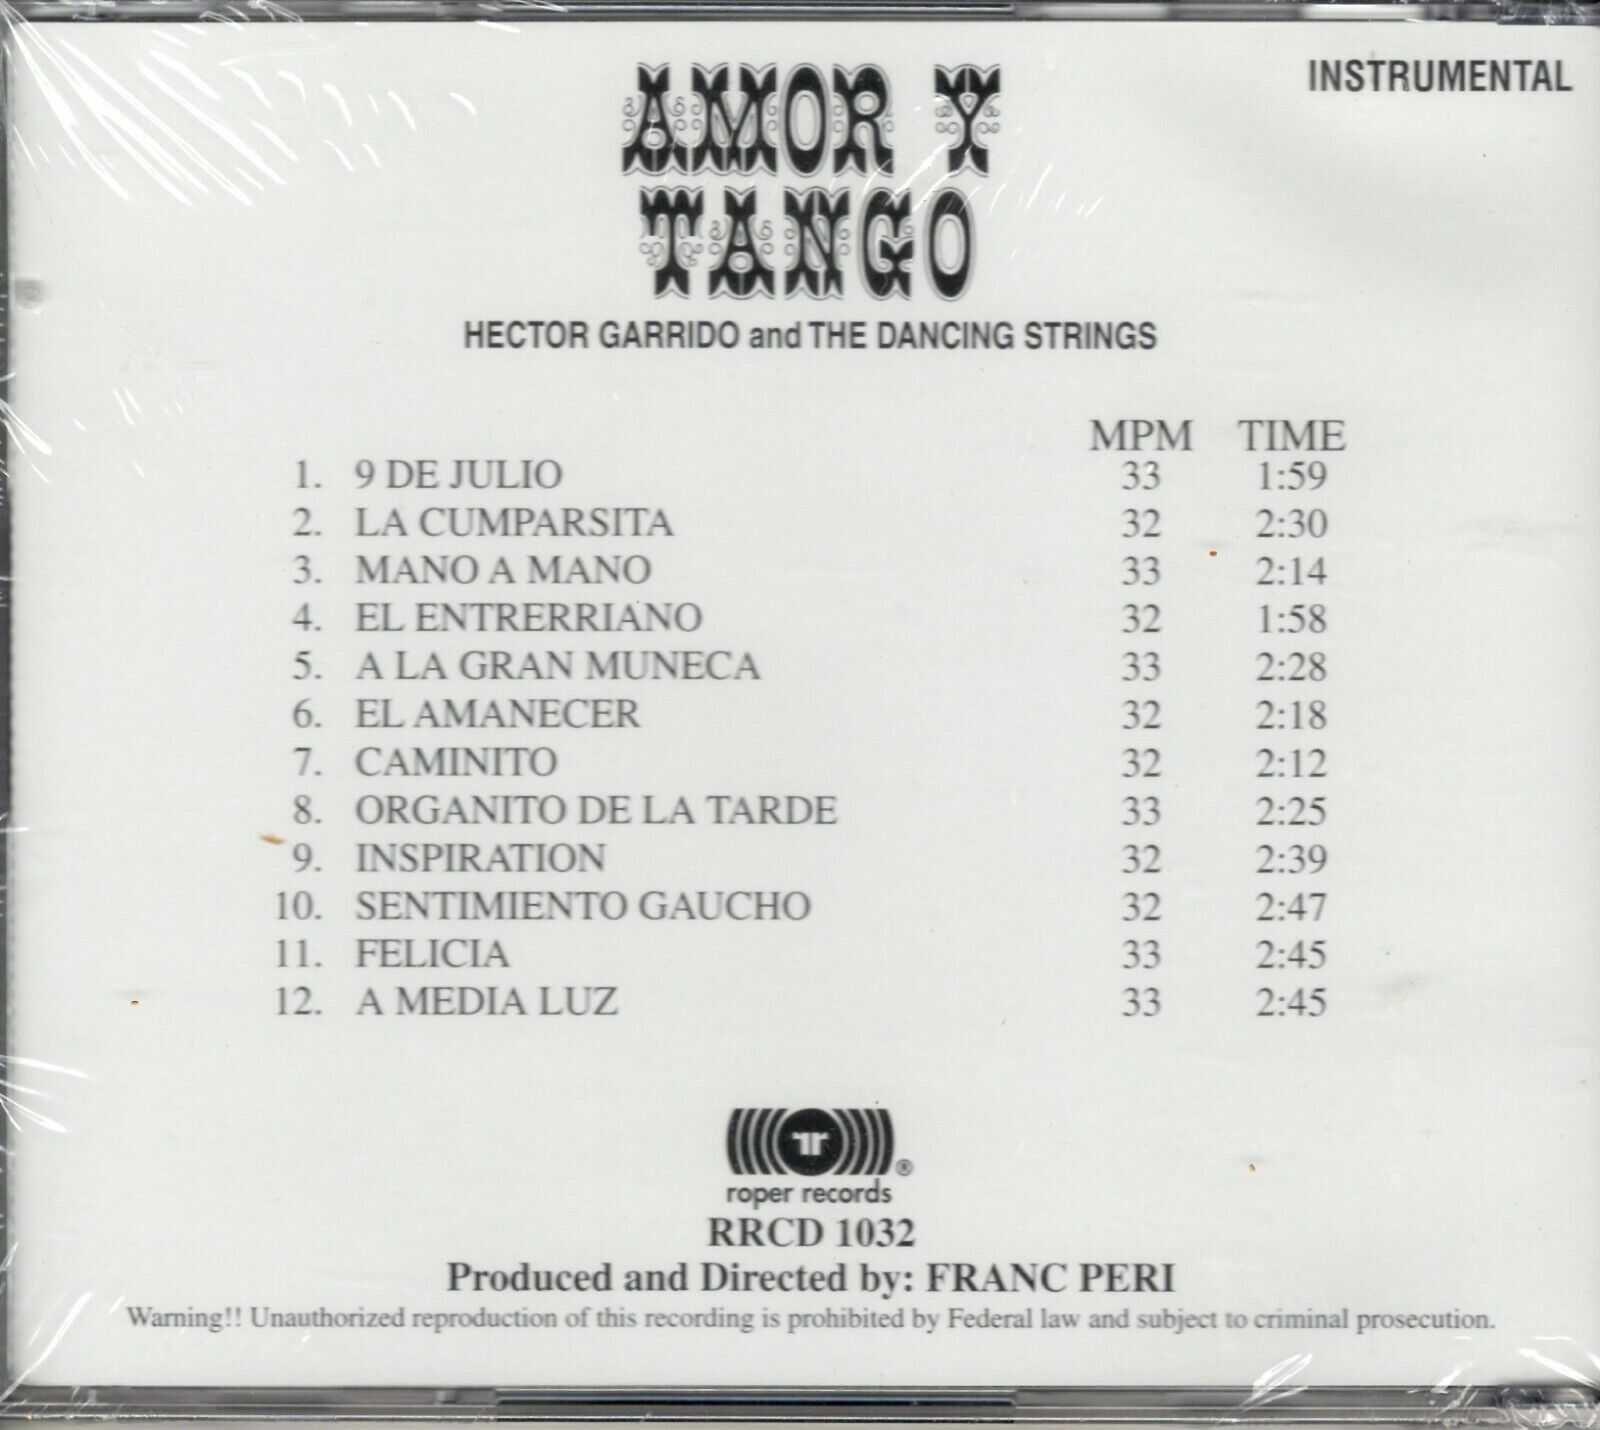 INSTRUMENTAL
AMOR Y
TANGO
HECTOR GARRIDO and THE DANCING STRINGS
MPM TIME
1. 9 DE JULIO 33 1:59
2. LA CUMPARSITA 32 2:30
3. MANO A MANO 33 2:14
4. EL ENTRERRIANO 32 1:58
5. A LA GRAN MUNECA 33 2:28
6. EL AMANECER 32 2:18
7. CAMINITO 32 2:12
8. ORGANITO DE LA TARDE 33 2:25
9. INSPIRATION 32 2:39
10. SENTIMIENTO GAUCHO 32 2:47
11. FELICIA 33 2:45
12. A MEDIA LUZ 33 2:45
rr
®
roper records
RRCD 1032
Produced and Directed by: FRANC PERI
Warning!! Unauthorized reproduction of this recording is prohibited by Federal law and subject to criminal prosecution.